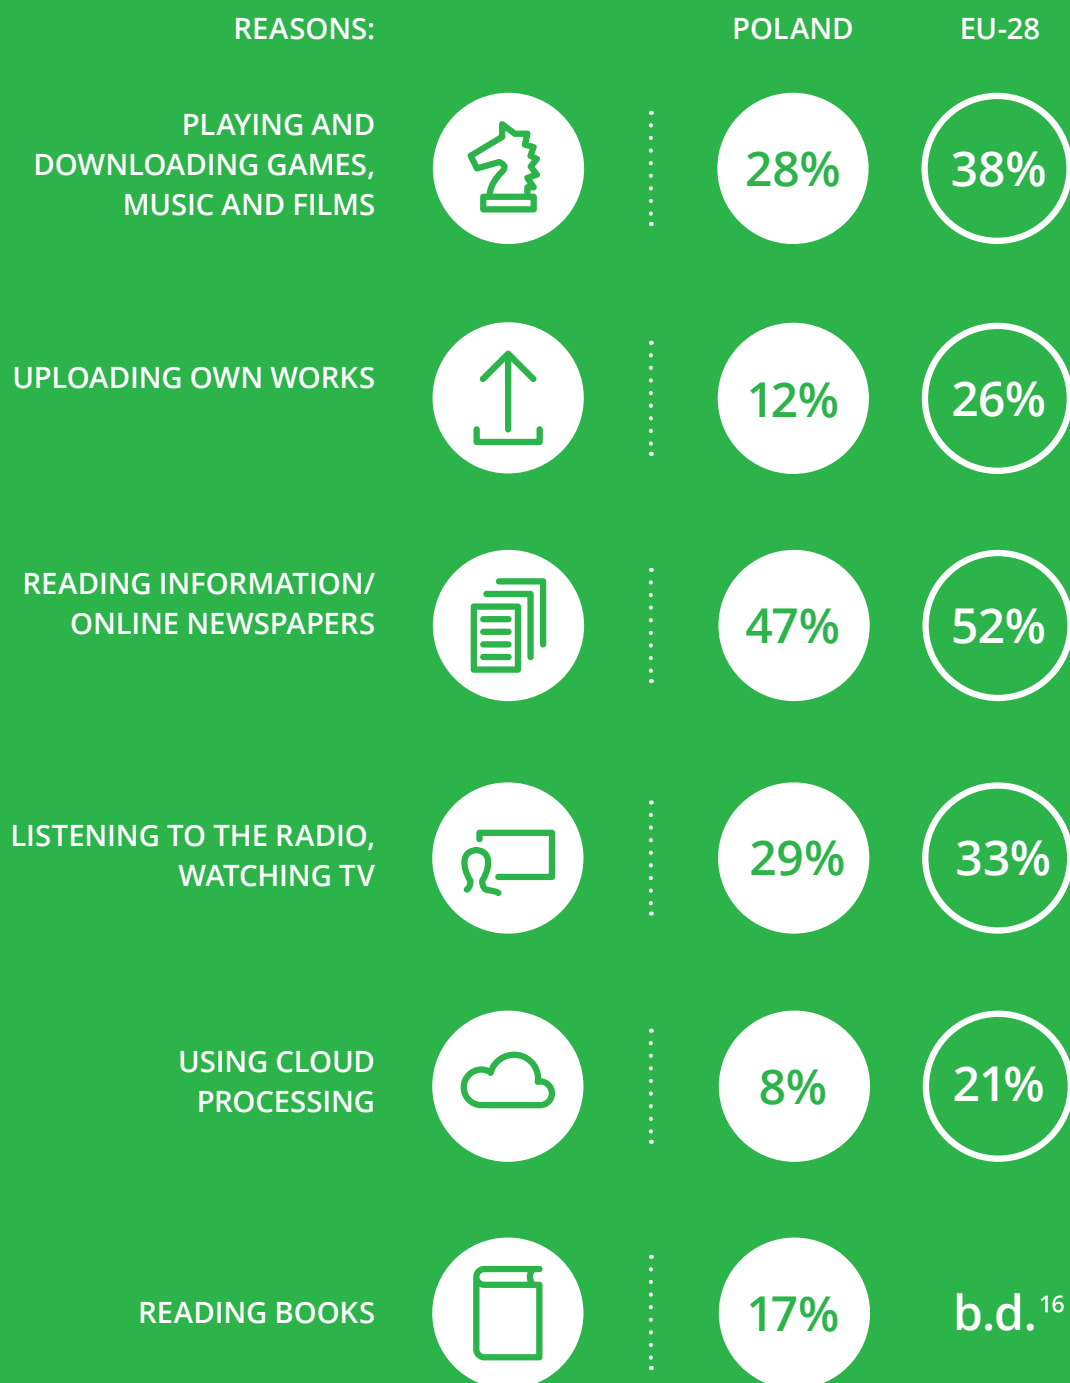 REASONS:
POLAND
EU-28
PLAYING AND
DOWNLOADING GAMES,
MUSIC AND FILMS
28%
38%
UPLOADING OWN WORKS
12%
26%
READING INFORMATION/
ONLINE NEWSPAPERS
47%
52%
LISTENING TO THE RADIO,
WATCHING TV
29%
33%
USING CLOUD
PROCESSING
8%
21%
READING BOOKS
17%
b.d.16